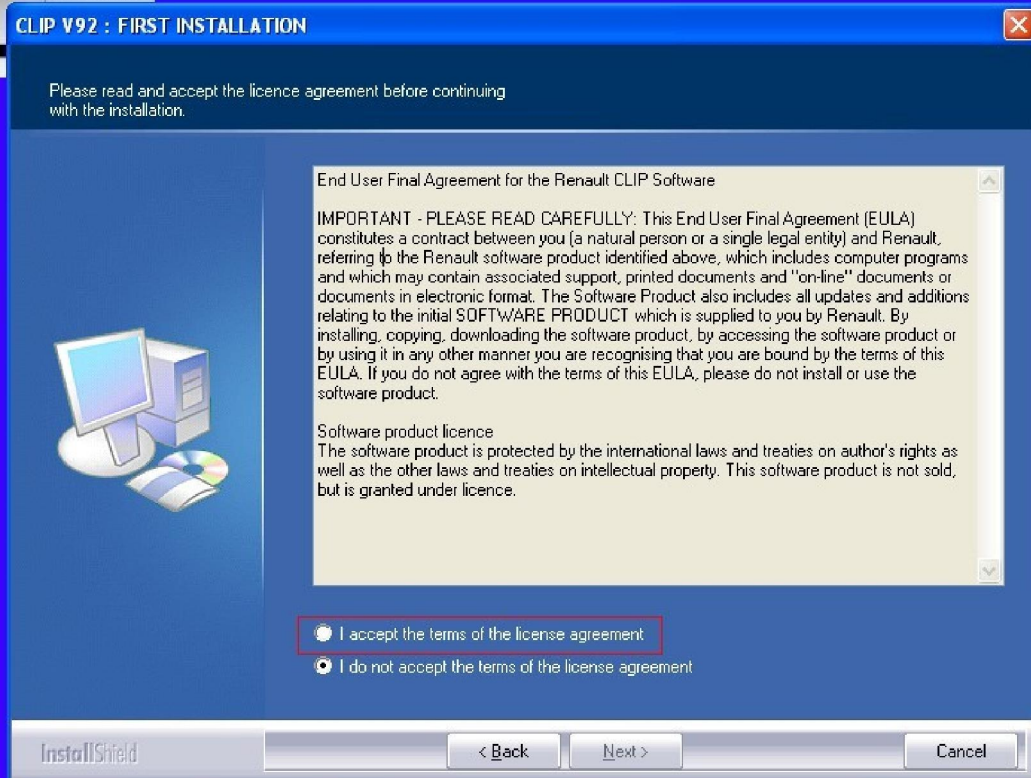 CLIP V92 : FIRST INSTALLATION
Please read and accept the licence agreement before continuing
with the installation.
End User Final Agreement for the Renault CLIP Software
IMPORTANT - PLEASE READ CAREFULLY: This End User Final Agreement (EULA)
constitutes a contract between you (a natural person or a single legal entity) and Renault,
referring to the Renault software product identified above, which includes computer programs
and which may contain associated support, printed documents and "on-line" documents or
documents in electronic format. The Software Product also includes all updates and additions
relating to the initial SOFTWARE PRODUCT which is supplied to you by Renault. By
installing, copying, downloading the software product, by accessing the software product or
by using it in any other manner you are recognising that you are bound by the terms of this
EULA. If you do not agree with the terms of this EULA, please do not install or use the
software product.
Software product licence
The software product is protected by the international laws and treaties on author's rights as
well as the other laws and treaties on intellectual property. This software product is not sold,
but is granted under licence.
I accept the terms of the license agreement
I do not accept the terms of the license agreement
InstallShield
< Back
Next >
Cancel